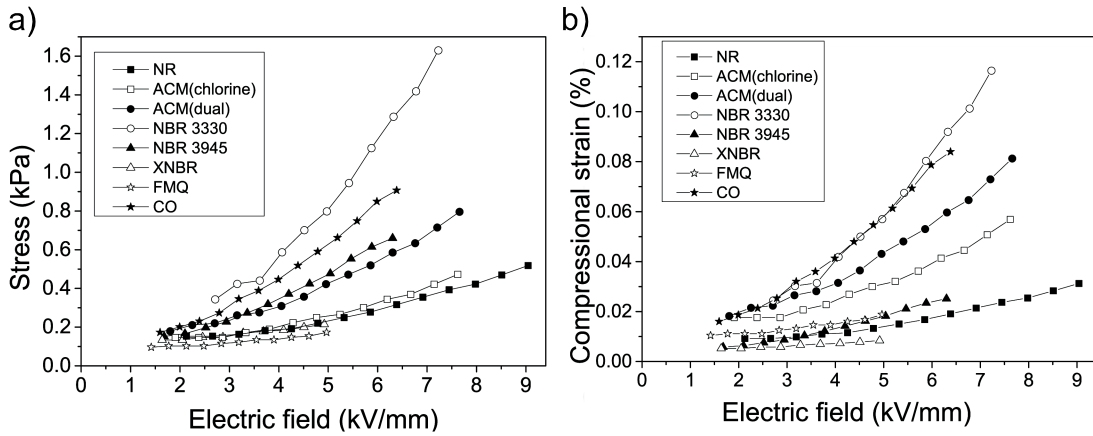 a)
1.6
1.4
1.2
1.0
0.8
0.6
0.4
0.2
0.0
Stress (kPa)
NR
ACM(chlorine)
ACM(dual)
NBR 3330
NBR 3945
XNBR
FMQ
CO
0 1 2 3 4 5 6 7 8 9
Electric field (kV/mm)
b)
0.12
0.10
0.08
0.06
0.04
0.02
0.00
Compressional strain (%)
NR
ACM(chlorine)
ACM(dual)
NBR 3330
NBR 3945
XNBR
FMQ
CO
0 1 2 3 4 5 6 7 8 9
Electric field (kV/mm)